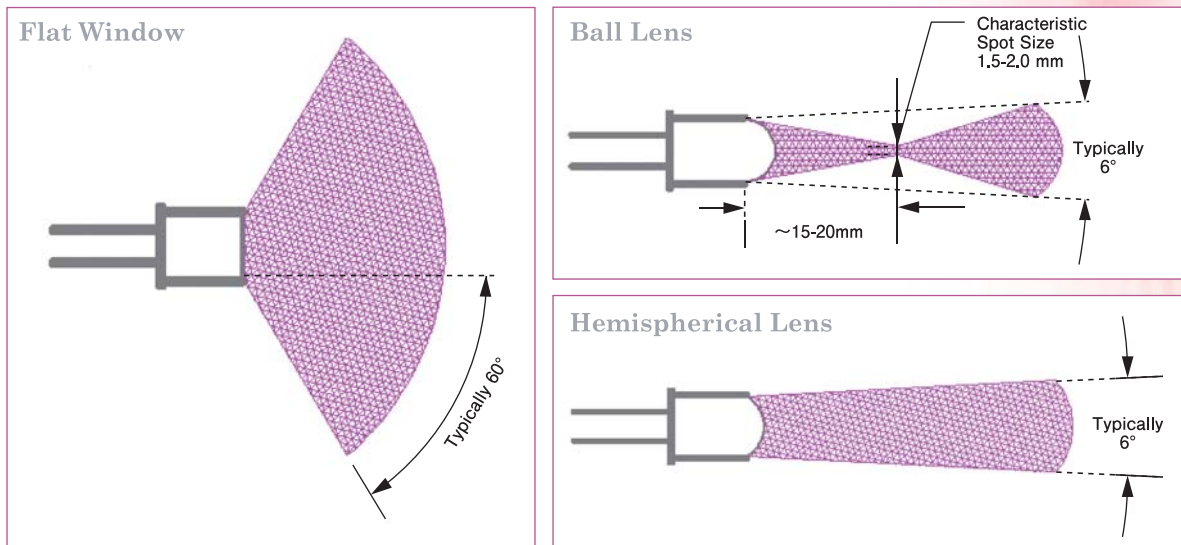 Flat Window
Typically 60°
Ball Lens
Characteristic
Spot Size
1.5-2.0 mm
Typically
6°
~15-20mm
Hemispherical Lens
Typically
6°